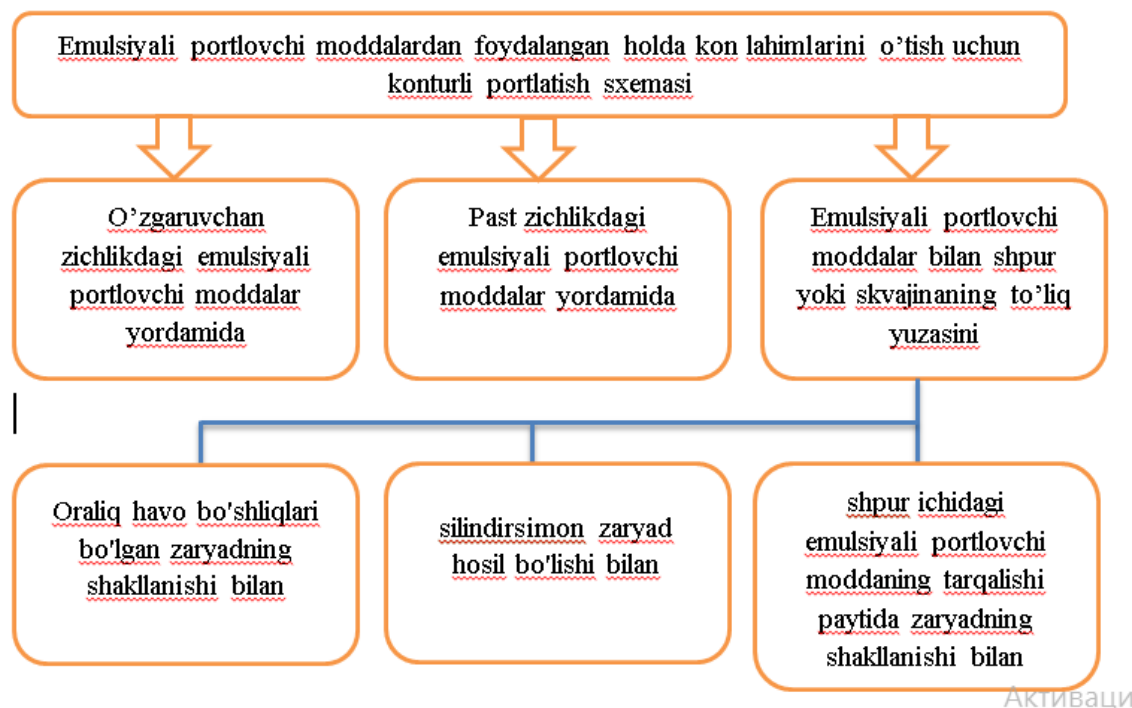 Emulsiyali portlovchi moddalardan foydalangan holda kon lahimlarini o’tish uchun
konturli portlatish sxemasi
O’zgaruvchan
zichlikdagi emulsiyali
portlovchi moddalar
yordamida
Past zichlikdagi
emulsiyali portlovchi
moddalar yordamida
Emulsiyali portlovchi
moddalar bilan shpur
yoki skvajinaning to’liq
yuzasini
Oraliq havo bo'shliqlari
bo'lgan zaryadning
shakllanishi bilan
silindirsimon zaryad
hosil bo'lishi bilan
shpur ichidagi
emulsiyali portlovchi
moddaning tarqalishi
paytida zaryadning
shakllanishi bilan
Активаци